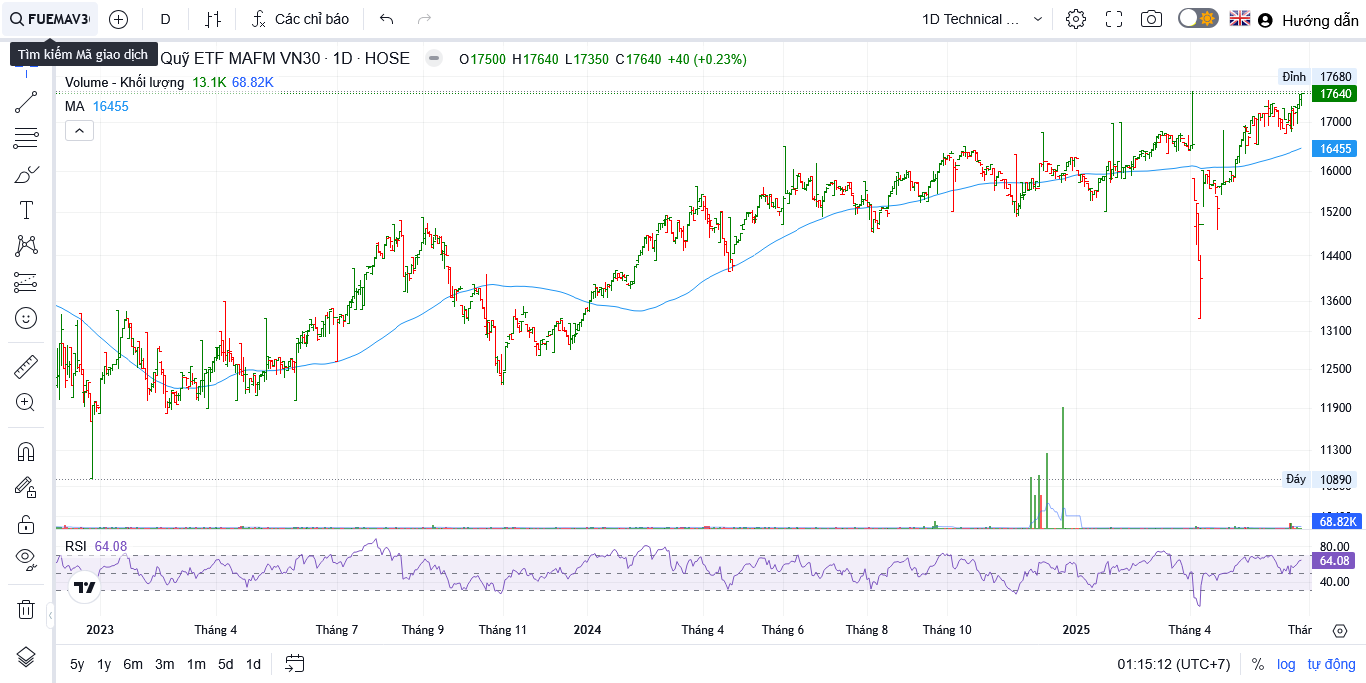 FUEMAV3
D
Các chỉ báo
1D Technical ...
Hướng dẫn
Tìm kiếm Mã giao dịch
Quỹ ETF MAFM VN30 · 1D · HOSE
O17500 H17640 L17350 C17640 +40 (+0.23%)
Volume - Khối lượng 13.1K 68.82K
MA 16455
Đỉnh 17680
17640
17000
16455
16000
15200
14400
13600
13100
12500
11900
11300
Đáy 10890
68.82K
RSI 64.08
80.00
64.08
40.00
2023 Tháng 4 Tháng 7 Tháng 9 Tháng 11 2024 Tháng 4 Tháng 6 Tháng 8 Tháng 10 2025 Tháng 4 Thár
5y 1y 6m 3m 1m 5d 1d
01:15:12 (UTC+7) % log tự động